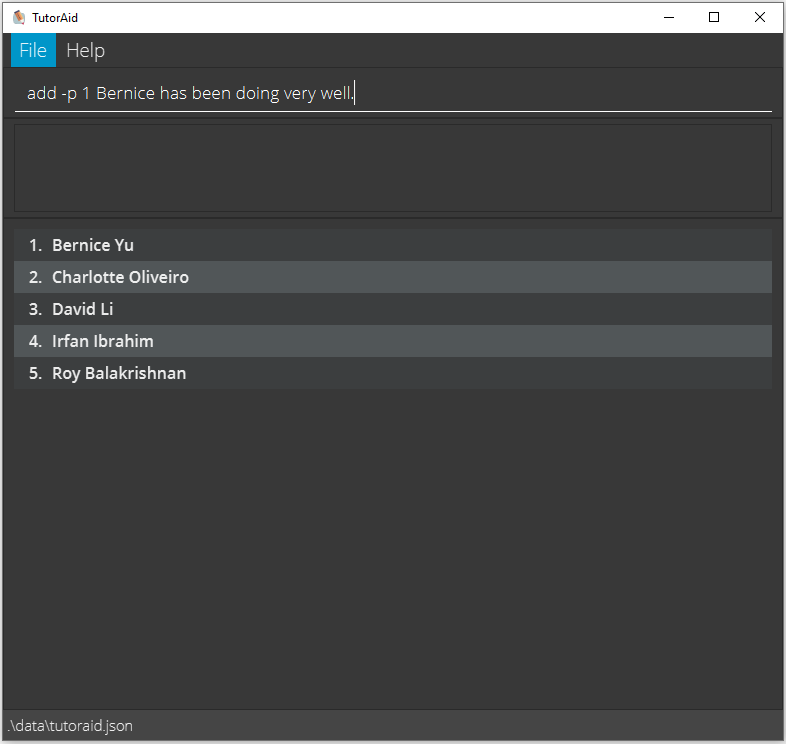 TutorAid
File Help
add -p 1 Bernice has been doing very well.
1. Bernice Yu
2. Charlotte Oliveiro
3. David Li
4. Irfan Ibrahim
5. Roy Balakrishnan
.\data\tutoraid.json